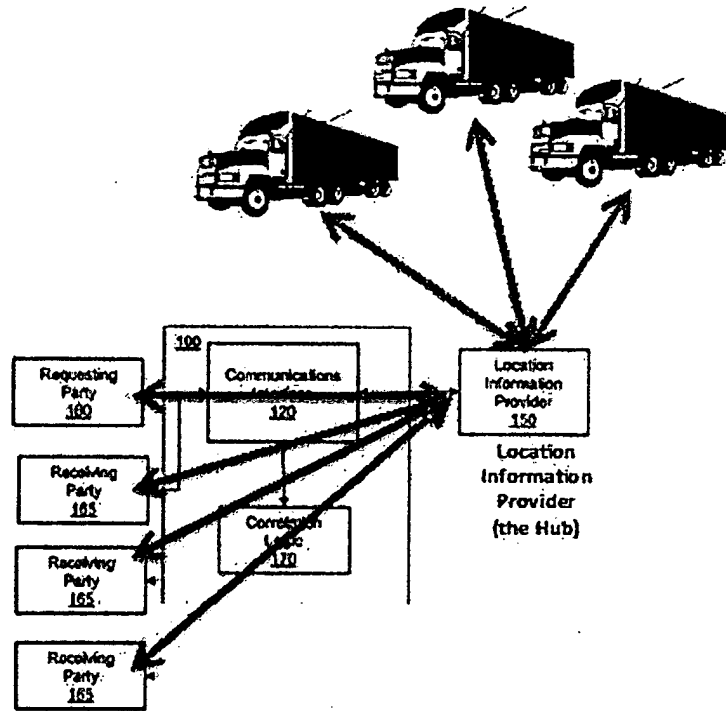 100
Requesting
Party
160
Communications
120
Location
Information
Provider
150
Location
Information
Provider
(the Hub)
Receiving
Party
165
Correlation
Logic
170
Receiving
Party
165
Receiving
Party
165